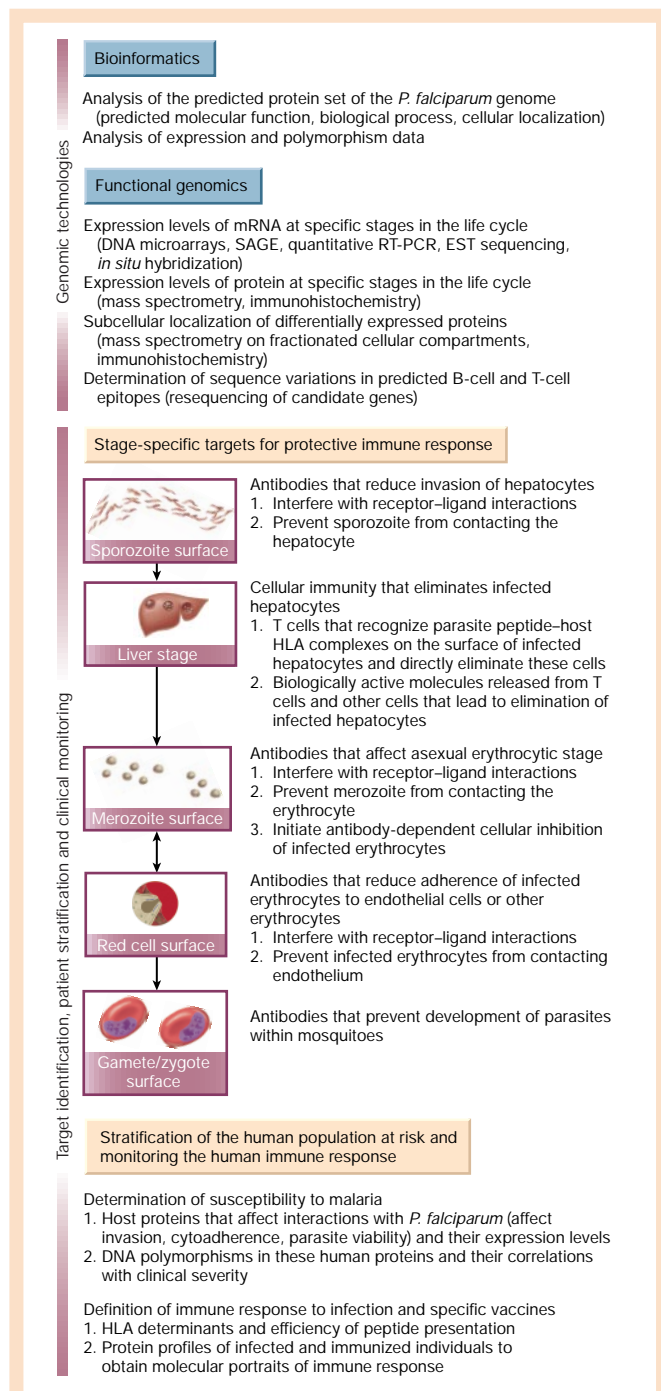 Genomic technologies
Bioinformatics
Analysis of the predicted protein set of the P. falciparum genome
(predicted molecular function, biological process, cellular localization)
Analysis of expression and polymorphism data
Functional genomics
Expression levels of mRNA at specific stages in the life cycle
(DNA microarrays, SAGE, quantitative RT-PCR, EST sequencing,
in situ hybridization)
Expression levels of protein at specific stages in the life cycle
(mass spectrometry, immunohistochemistry)
Subcellular localization of differentially expressed proteins
(mass spectrometry on fractionated cellular compartments,
immunohistochemistry)
Determination of sequence variations in predicted B-cell and T-cell
epitopes (resequencing of candidate genes)
Target identification, patient stratification and clinical monitoring
Stage-specific targets for protective immune response
Sporozoite surface
Antibodies that reduce invasion of hepatocytes
1. Interfere with receptor–ligand interactions
2. Prevent sporozoite from contacting the
hepatocyte
Liver stage
Cellular immunity that eliminates infected
hepatocytes
1. T cells that recognize parasite peptide–host
HLA complexes on the surface of infected
hepatocytes and directly eliminate these cells
2. Biologically active molecules released from T
cells and other cells that lead to elimination of
infected hepatocytes
Merozoite surface
Antibodies that affect asexual erythrocytic stage
1. Interfere with receptor–ligand interactions
2. Prevent merozoite from contacting the
erythrocyte
3. Initiate antibody-dependent cellular inhibition
of infected erythrocytes
Red cell surface
Antibodies that reduce adherence of infected
erythrocytes to endothelial cells or other
erythrocytes
1. Interfere with receptor–ligand interactions
2. Prevent infected erythrocytes from contacting
endothelium
Gamete/zygote
surface
Antibodies that prevent development of parasites
within mosquitoes
Stratification of the human population at risk and
monitoring the human immune response
Determination of susceptibility to malaria
1. Host proteins that affect interactions with P. falciparum (affect
invasion, cytoadherence, parasite viability) and their expression levels
2. DNA polymorphisms in these human proteins and their correlations
with clinical severity
Definition of immune response to infection and specific vaccines
1. HLA determinants and efficiency of peptide presentation
2. Protein profiles of infected and immunized individuals to
obtain molecular portraits of immune response